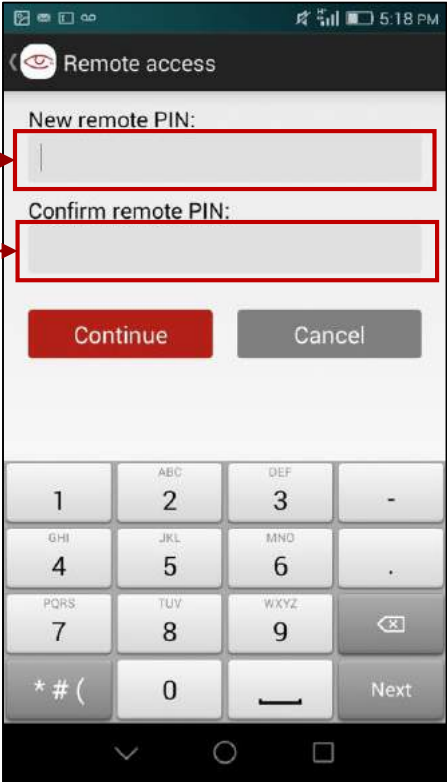 5:18 PM
Remote access
New remote PIN:
Confirm remote PIN:
Continue Cancel
ABC DEF
1 2 3 -
GHI JKL MNO
4 5 6 .
PQRS TUV WXYZ
7 8 9
* # ( 0 Next